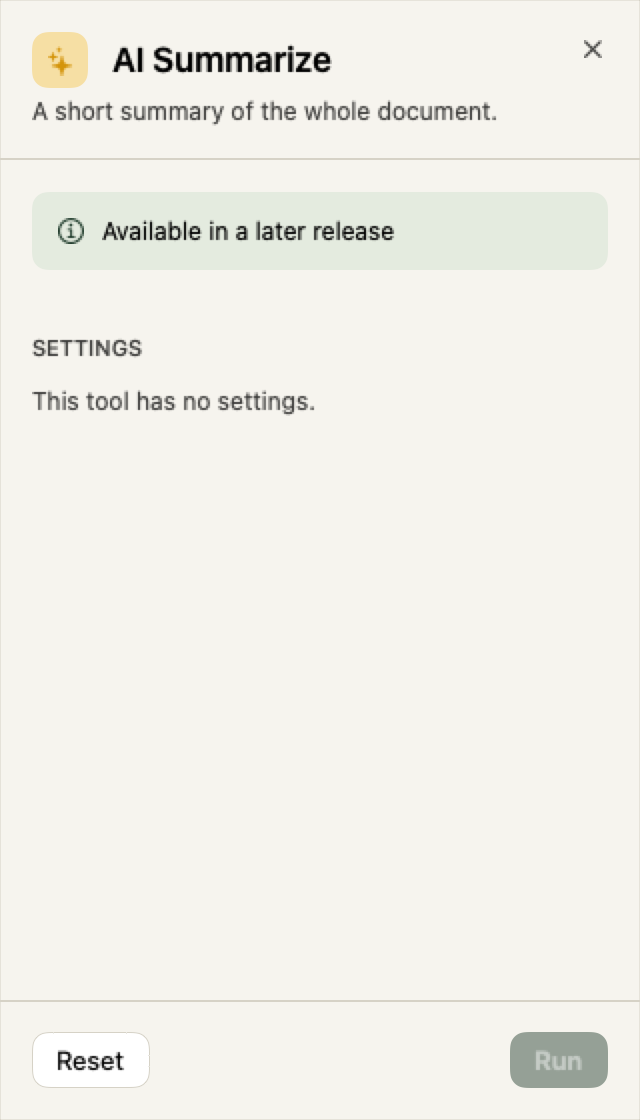 AI Summarize
A short summary of the whole document.
Available in a later release
SETTINGS
This tool has no settings.
Reset
Run